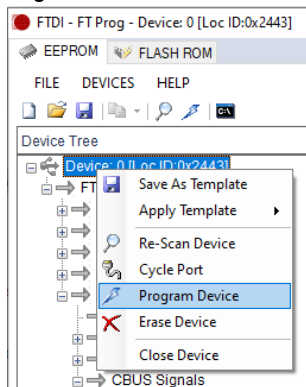 FTDI - FT Prog - Device: 0 [Loc ID:0x2443]
EEPROM FLASH ROM
FILE DEVICES HELP
Device Tree
Device: 0 [Loc ID:0x2443]
FT
Save As Template
Apply Template
Re-Scan Device
Cycle Port
Program Device
Erase Device
Close Device
CBUS Signals